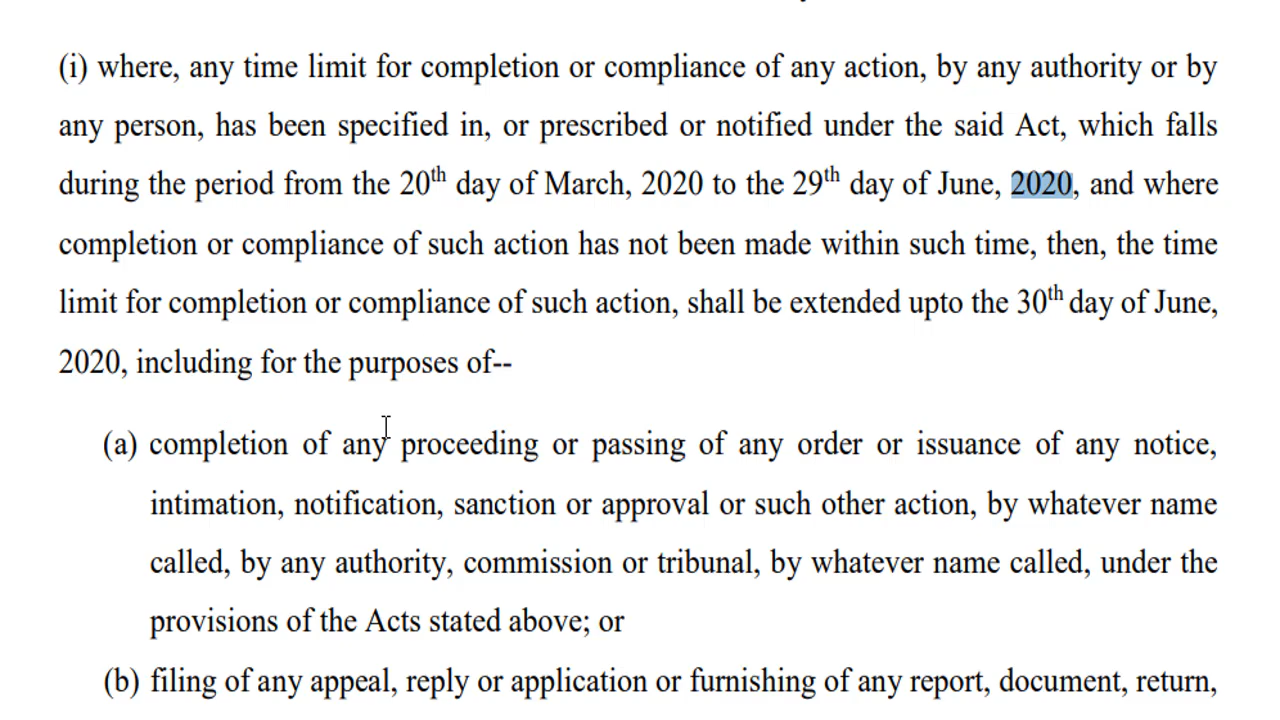 (i) where, any time limit for completion or compliance of any action, by any authority or by
any person, has been specified in, or prescribed or notified under the said Act, which falls
during the period from the 20th day of March, 2020 to the 29th day of June, 2020, and where
completion or compliance of such action has not been made within such time, then, the time
limit for completion or compliance of such action, shall be extended upto the 30th day of June,
2020, including for the purposes of--
(a) completion of any proceeding or passing of any order or issuance of any notice,
intimation, notification, sanction or approval or such other action, by whatever name
called, by any authority, commission or tribunal, by whatever name called, under the
provisions of the Acts stated above; or
(b) filing of any appeal, reply or application or furnishing of any report, document, return,